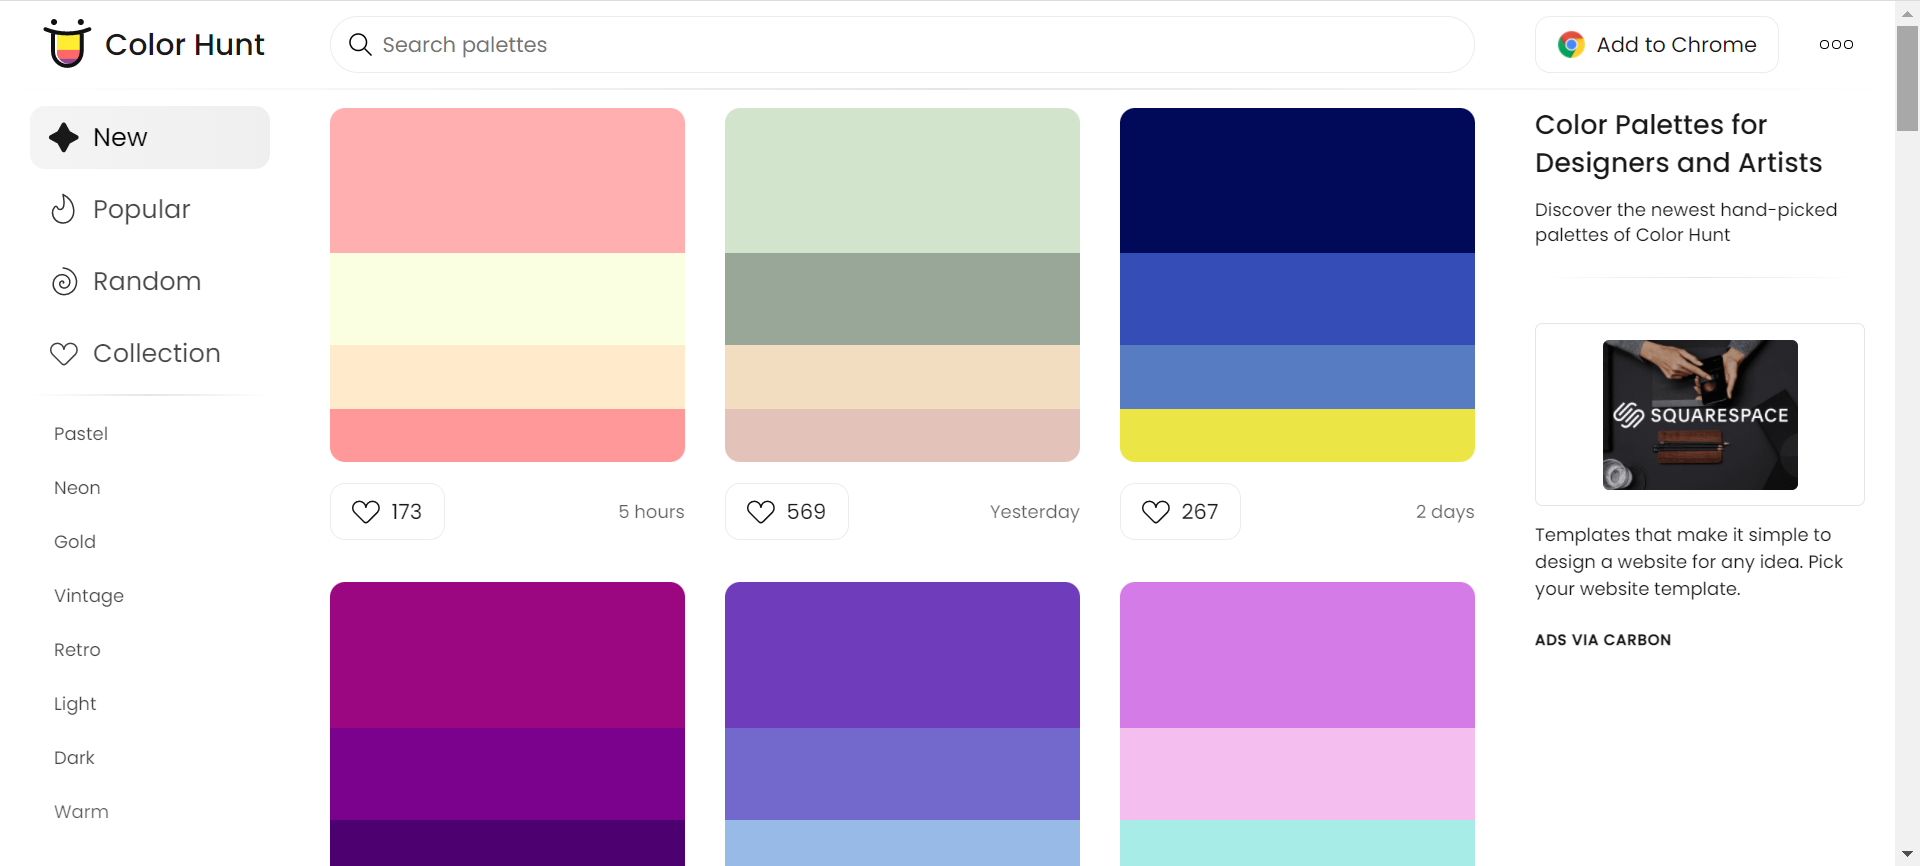 Color Hunt
Search palettes
Add to Chrome
New
Popular
Random
Collection
Pastel
Neon
Gold
Vintage
Retro
Light
Dark
Warm
173
5 hours
569
Yesterday
267
2 days
Color Palettes for
Designers and Artists
Discover the newest hand-picked
palettes of Color Hunt
SQUARESPACE
Templates that make it simple to
design a website for any idea. Pick
your website template.
ADS VIA CARBON